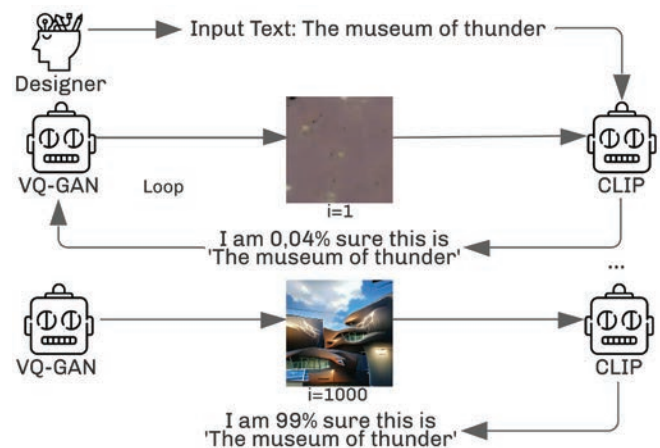 Input Text: The museum of thunder
Designer
VQ-GAN
Loop
CLIP
i=1
I am 0,04% sure this is
'The museum of thunder'
...
VQ-GAN
CLIP
i=1000
I am 99% sure this is
'The museum of thunder'